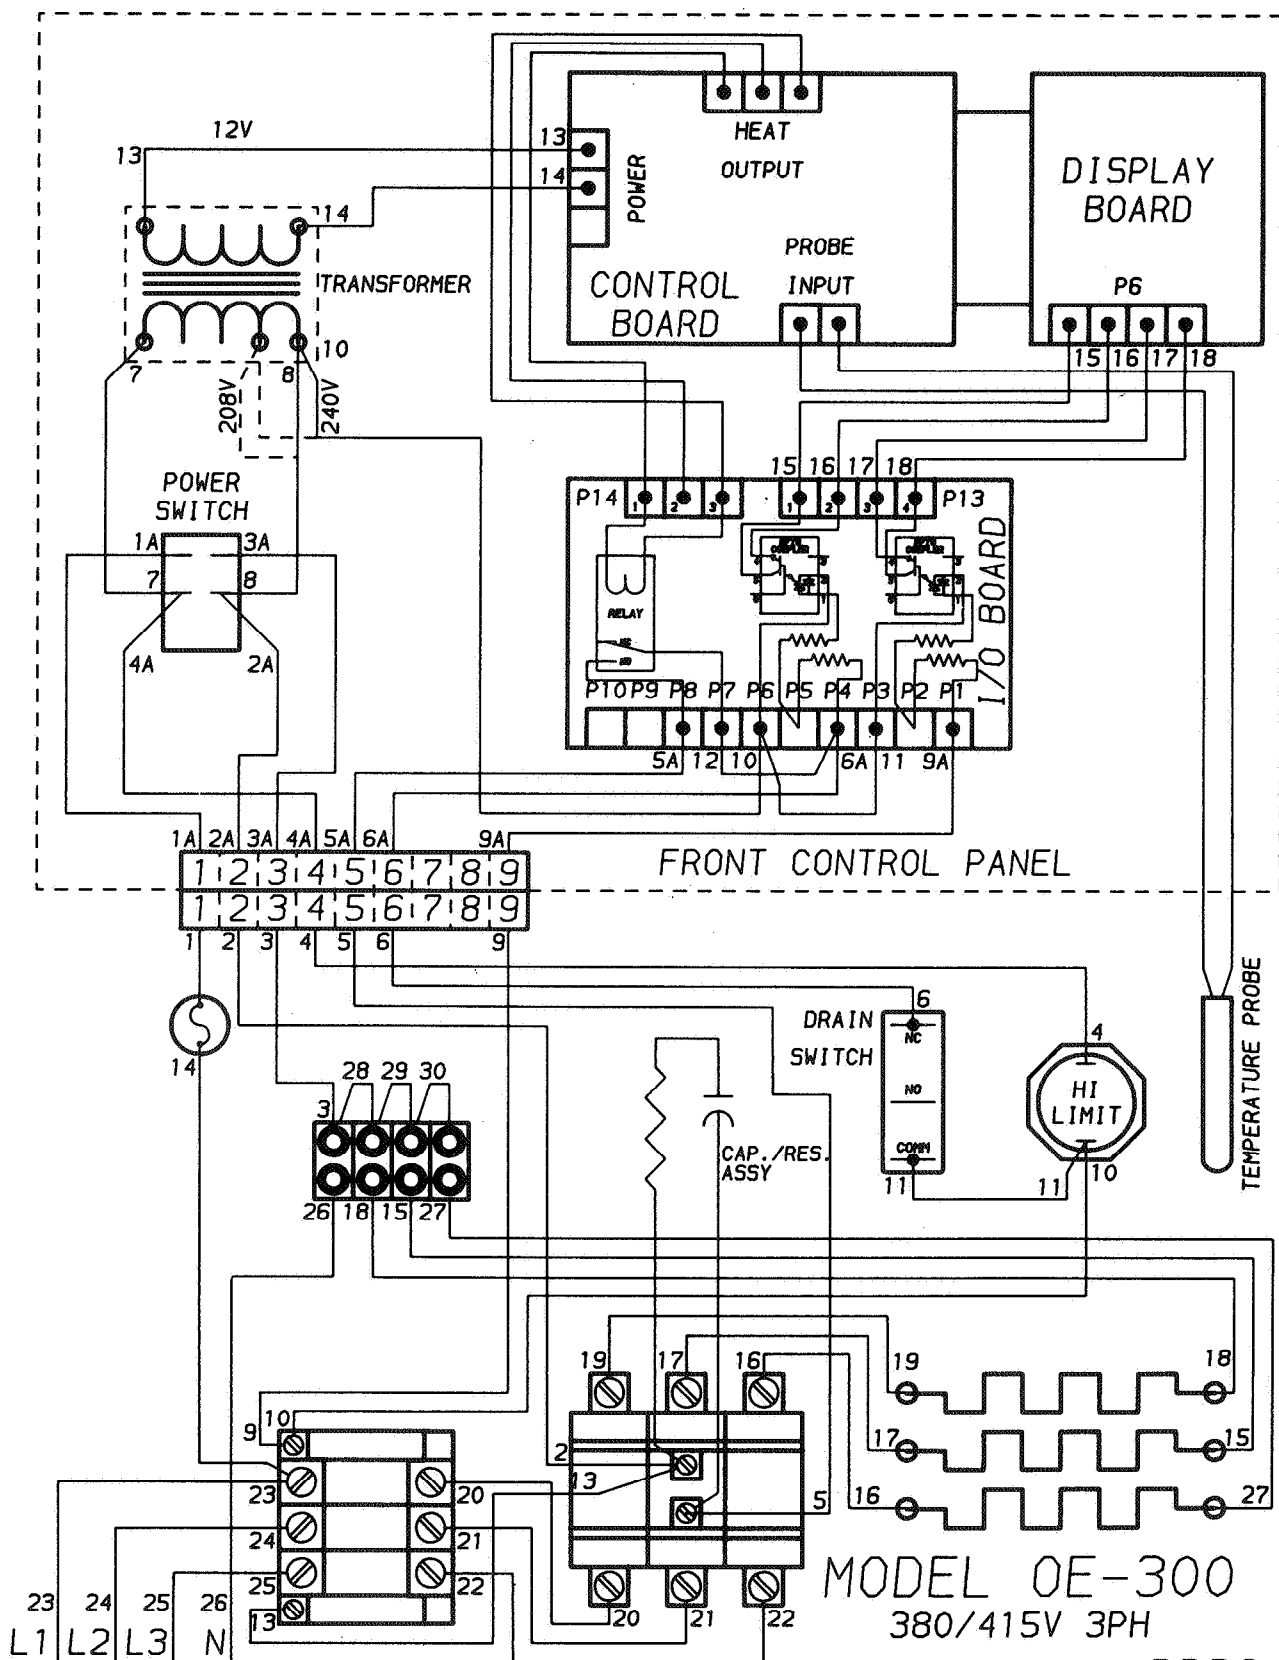 12V
13
13
14
14
HEAT
OUTPUT
POWER
DISPLAY
BOARD
PROBE
INPUT
CONTROL
BOARD
P6
TRANSFORMER
7
8
10
208V
240V
15 16 17 18
POWER
SWITCH
1A 3A
7 8
4A 2A
15 16 17 18
P14 1 2 3
1 2 3 4 P13
RELAY
I/O BOARD
P10 P9 P8 P7 P6 P5 P4 P3 P2 P1
5A 12 10 6A 11 9A
1A 2A 3A 4A 5A 6A 9A
1 2 3 4 5 6 7 8 9
FRONT CONTROL PANEL
1 2 3 4 5 6 7 8 9
1 2 3 4 5 6 9
14
DRAIN
SWITCH
6
NC
NO
COMM
11
4
HI
LIMIT
11 10
TEMPERATURE PROBE
3 28 29 30
26 18 15 27
CAP./RES.
ASSY
19 17 16
19 18
17 15
16 27
9 10
2
13
5
23 20
24 21
25 22
13
20 21 22
23 24 25 26
L1 L2 L3 N
MODEL OE-300
380/415V 3PH